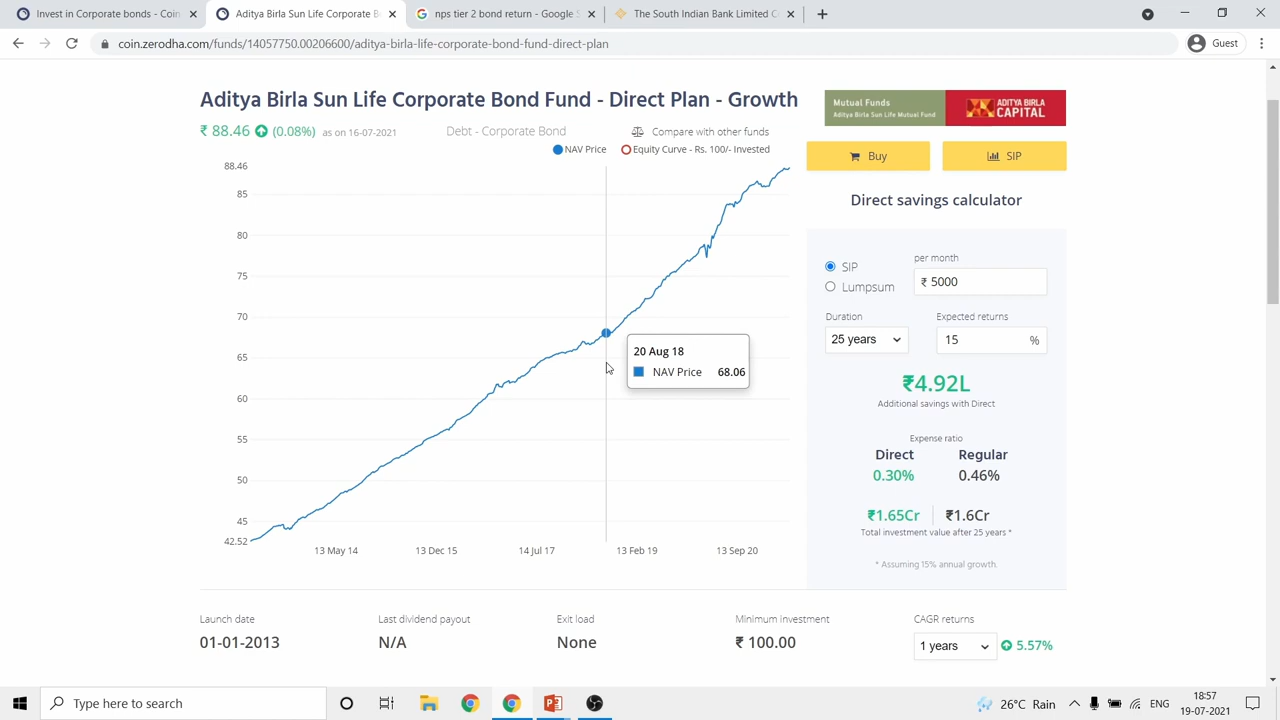 Invest in Corporate bonds - Coin
Aditya Birla Sun Life Corporate B
nps tier 2 bond return - Google S
The South Indian Bank Limited C
coin.zerodha.com/funds/14057750.00206600/aditya-birla-life-corporate-bond-fund-direct-plan
Guest
Aditya Birla Sun Life Corporate Bond Fund - Direct Plan - Growth
₹ 88.46 (0.08%) as on 16-07-2021
Debt - Corporate Bond
Compare with other funds
NAV Price
Equity Curve - Rs. 100/- Invested
88.46
85
80
75
70
65
60
55
50
45
42.52
13 May 14
13 Dec 15
14 Jul 17
13 Feb 19
13 Sep 20
20 Aug 18
NAV Price 68.06
Mutual Funds
Aditya Birla Sun Life Mutual Fund
ADITYA BIRLA
CAPITAL
Buy
SIP
Direct savings calculator
SIP
Lumpsum
per month
₹ 5000
Duration
25 years
Expected returns
15 %
₹4.92L
Additional savings with Direct
Expense ratio
Direct
0.30%
Regular
0.46%
₹1.65Cr
₹1.6Cr
Total investment value after 25 years *
* Assuming 15% annual growth.
Launch date
01-01-2013
Last dividend payout
N/A
Exit load
None
Minimum investment
₹ 100.00
CAGR returns
1 years
5.57%
Type here to search
26°C Rain
ENG
18:57
19-07-2021